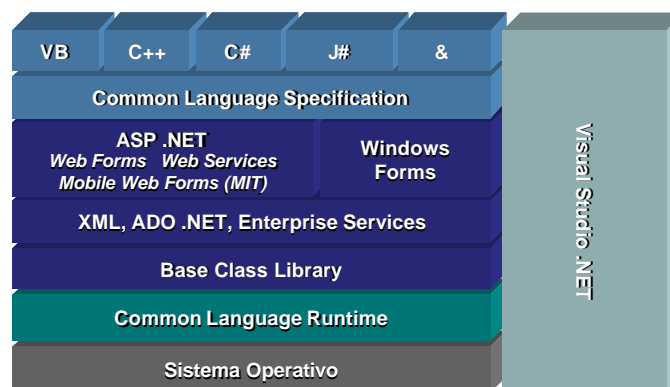 VB C++ C# J# &
Common Language Specification
ASP .NET
Web Forms Web Services
Mobile Web Forms (MIT)
Windows
Forms
XML, ADO .NET, Enterprise Services
Base Class Library
Common Language Runtime
Sistema Operativo
Visual Studio .NET